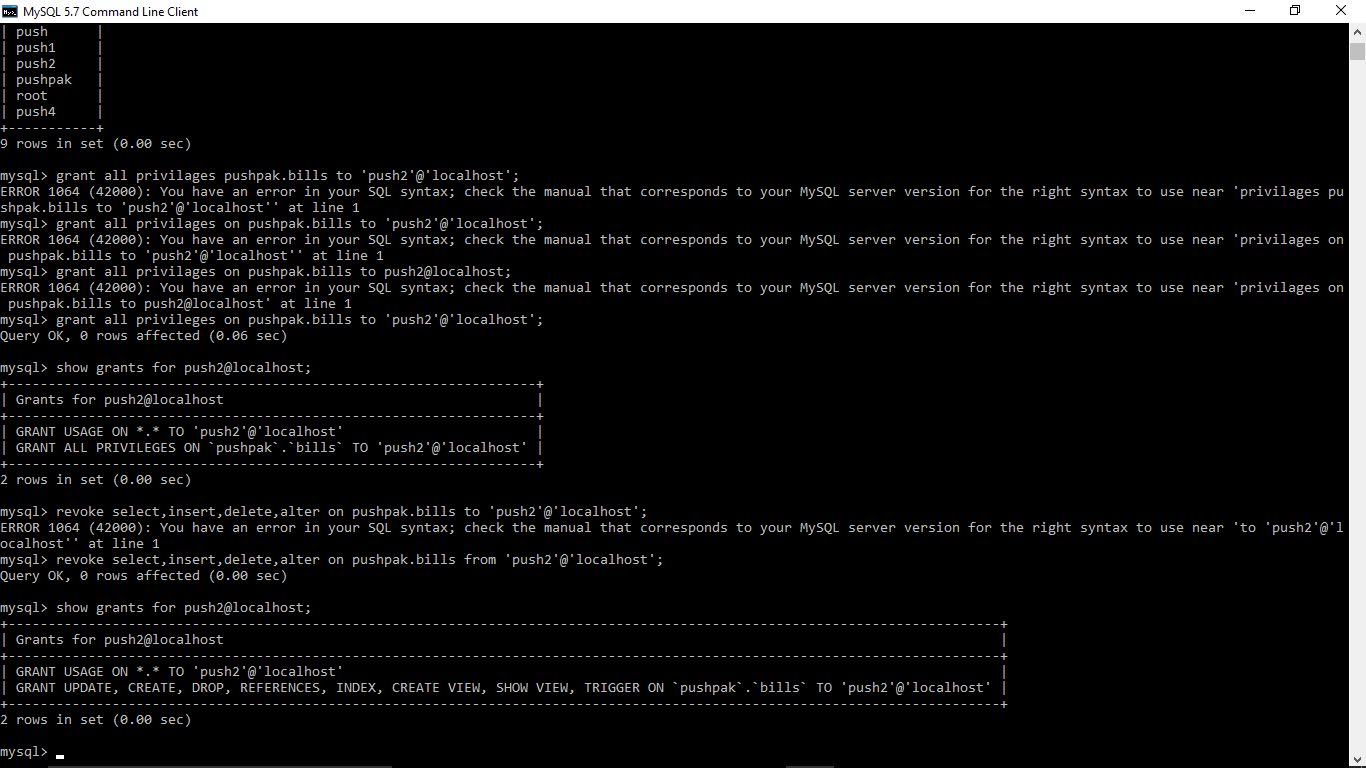 MySQL 5.7 Command Line Client
| push      |
| push1     |
| push2     |
| pushpak   |
| root      |
| push4     |
+-----------+
9 rows in set (0.00 sec)
mysql> grant all privilages pushpak.bills to 'push2'@'localhost';
ERROR 1064 (42000): You have an error in your SQL syntax; check the manual that corresponds to your MySQL server version for the right syntax to use near 'privilages pu
shpak.bills to 'push2'@'localhost'' at line 1
mysql> grant all privilages on pushpak.bills to 'push2'@'localhost';
ERROR 1064 (42000): You have an error in your SQL syntax; check the manual that corresponds to your MySQL server version for the right syntax to use near 'privilages on
 pushpak.bills to 'push2'@'localhost'' at line 1
mysql> grant all privilages on pushpak.bills to push2@localhost;
ERROR 1064 (42000): You have an error in your SQL syntax; check the manual that corresponds to your MySQL server version for the right syntax to use near 'privilages on
 pushpak.bills to push2@localhost' at line 1
mysql> grant all privileges on pushpak.bills to 'push2'@'localhost';
Query OK, 0 rows affected (0.06 sec)
mysql> show grants for push2@localhost;
+------------------------------------------------------------------+
| Grants for push2@localhost                                       |
+------------------------------------------------------------------+
| GRANT USAGE ON *.* TO 'push2'@'localhost'                        |
| GRANT ALL PRIVILEGES ON `pushpak`.`bills` TO 'push2'@'localhost' |
+------------------------------------------------------------------+
2 rows in set (0.00 sec)
mysql> revoke select,insert,delete,alter on pushpak.bills to 'push2'@'localhost';
ERROR 1064 (42000): You have an error in your SQL syntax; check the manual that corresponds to your MySQL server version for the right syntax to use near 'to 'push2'@'l
ocalhost'' at line 1
mysql> revoke select,insert,delete,alter on pushpak.bills from 'push2'@'localhost';
Query OK, 0 rows affected (0.00 sec)
mysql> show grants for push2@localhost;
+----------------------------------------------------------------------------------------------------------------------------+
| Grants for push2@localhost                                                                                                 |
+----------------------------------------------------------------------------------------------------------------------------+
| GRANT USAGE ON *.* TO 'push2'@'localhost'                                                                                  |
| GRANT UPDATE, CREATE, DROP, REFERENCES, INDEX, CREATE VIEW, SHOW VIEW, TRIGGER ON `pushpak`.`bills` TO 'push2'@'localhost' |
+----------------------------------------------------------------------------------------------------------------------------+
2 rows in set (0.00 sec)
mysql> _